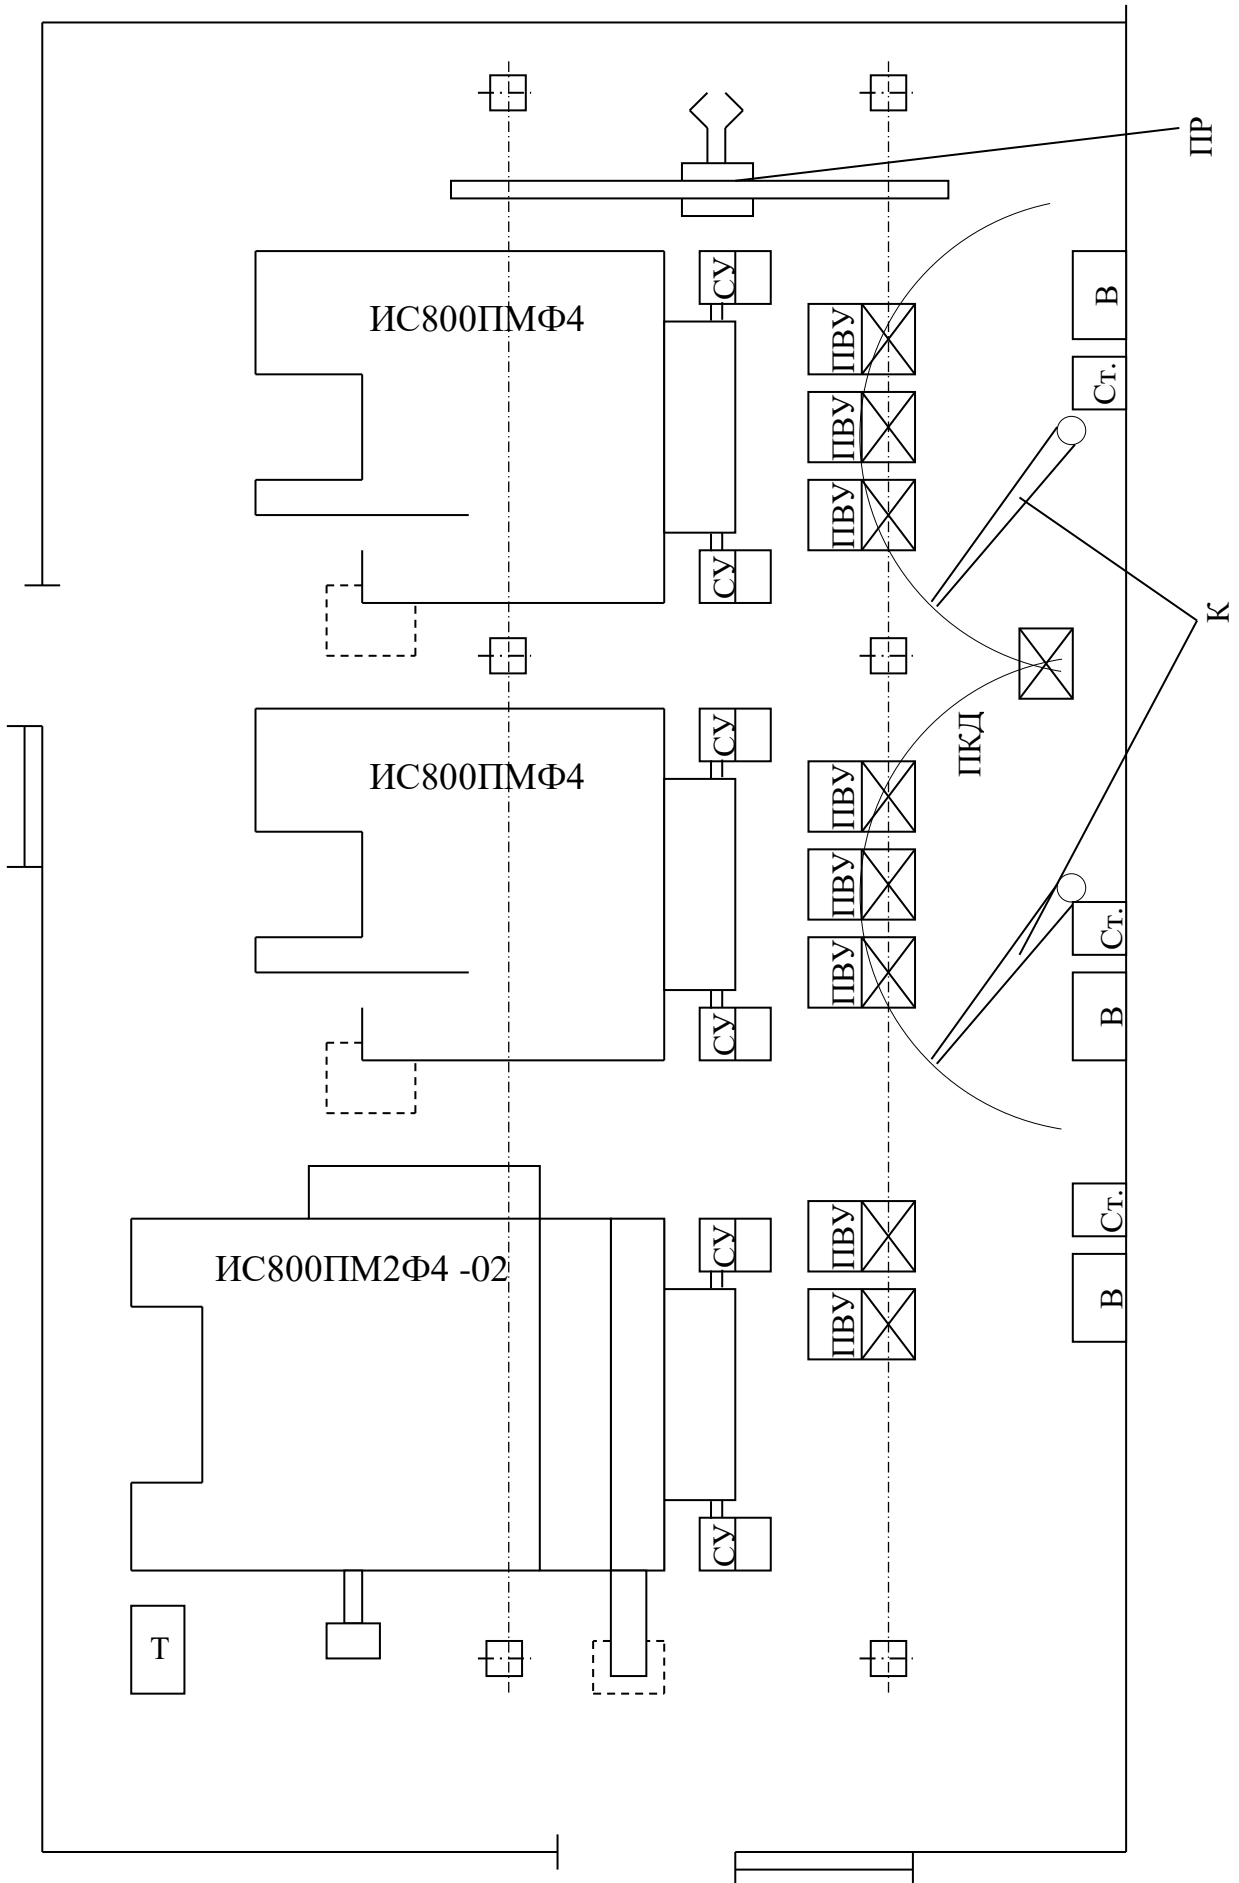 ПР
ИС800ПМФ4
СУ
В
ПВУ
Ст.
ПВУ
ПВУ
СУ
К
ИС800ПМФ4
СУ
ПКД
ПВУ
ПВУ
Ст.
ПВУ
В
СУ
Ст.
ИС800ПМ2Ф4 -02
СУ
ПВУ
В
ПВУ
СУ
Т